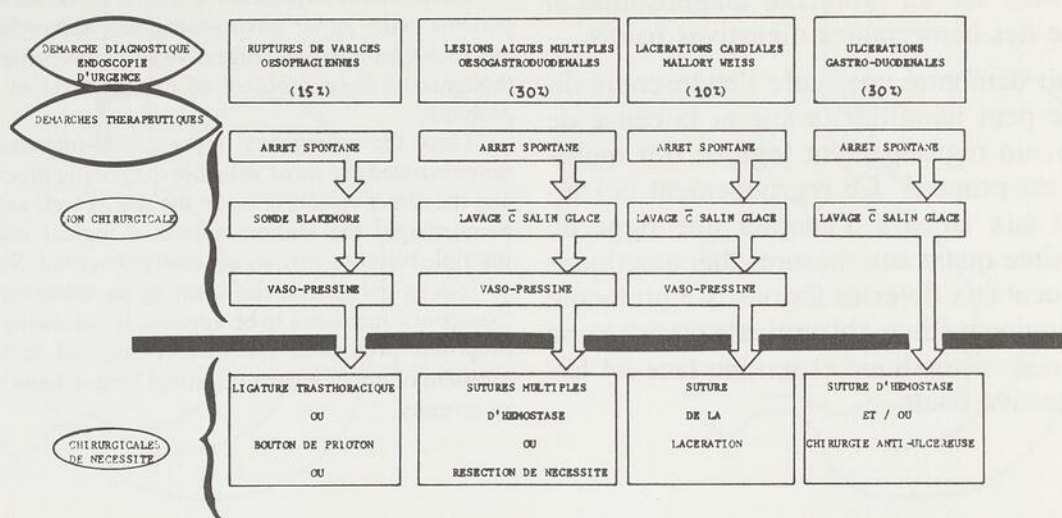 DEMARCHE DIAGNOSTIQUE
ENDOSCOPIE
D'URGENCE
RUPTURES DE VARICES
OESOPHAGIENNES
(15%)
LESIONS AIGUES MULTIPLES
OESOGASTRODUODENALES
(30%)
LACERATIONS CARDIALES
MALLORY WEISS
(10%)
ULCERATIONS
GASTRO-DUODENALES
(30%)
DEMARCHES THERAPEUTIQUES
ARRET SPONTANE
ARRET SPONTANE
ARRET SPONTANE
ARRET SPONTANE
NON CHIRURGICALE
SONDE BLAKEMORE
LAVAGE C̅ SALIN GLACE
LAVAGE C̅ SALIN GLACE
LAVAGE C̅ SALIN GLACE
VASO-PRESSINE
VASO-PRESSINE
VASO-PRESSINE
CHIRURGICALES
DE NECESSITE
LIGATURE TRASTHORACIQUE
OU
BOUTON DE PRIOTON
OU
SUTURES MULTIPLES
D'HEMOSTASE
OU
RESECTION DE NECESSITE
SUTURE
DE LA
LACERATION
SUTURE D'HEMOSTASE
ET / OU
CHIRURGIE ANTI-ULCEREUSE